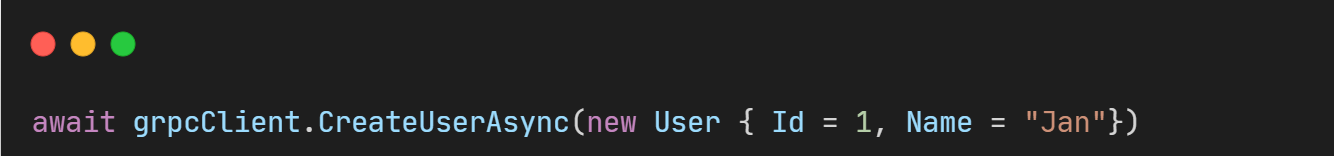 await grpcClient.CreateUserAsync(new User { Id = 1, Name = "Jan"})